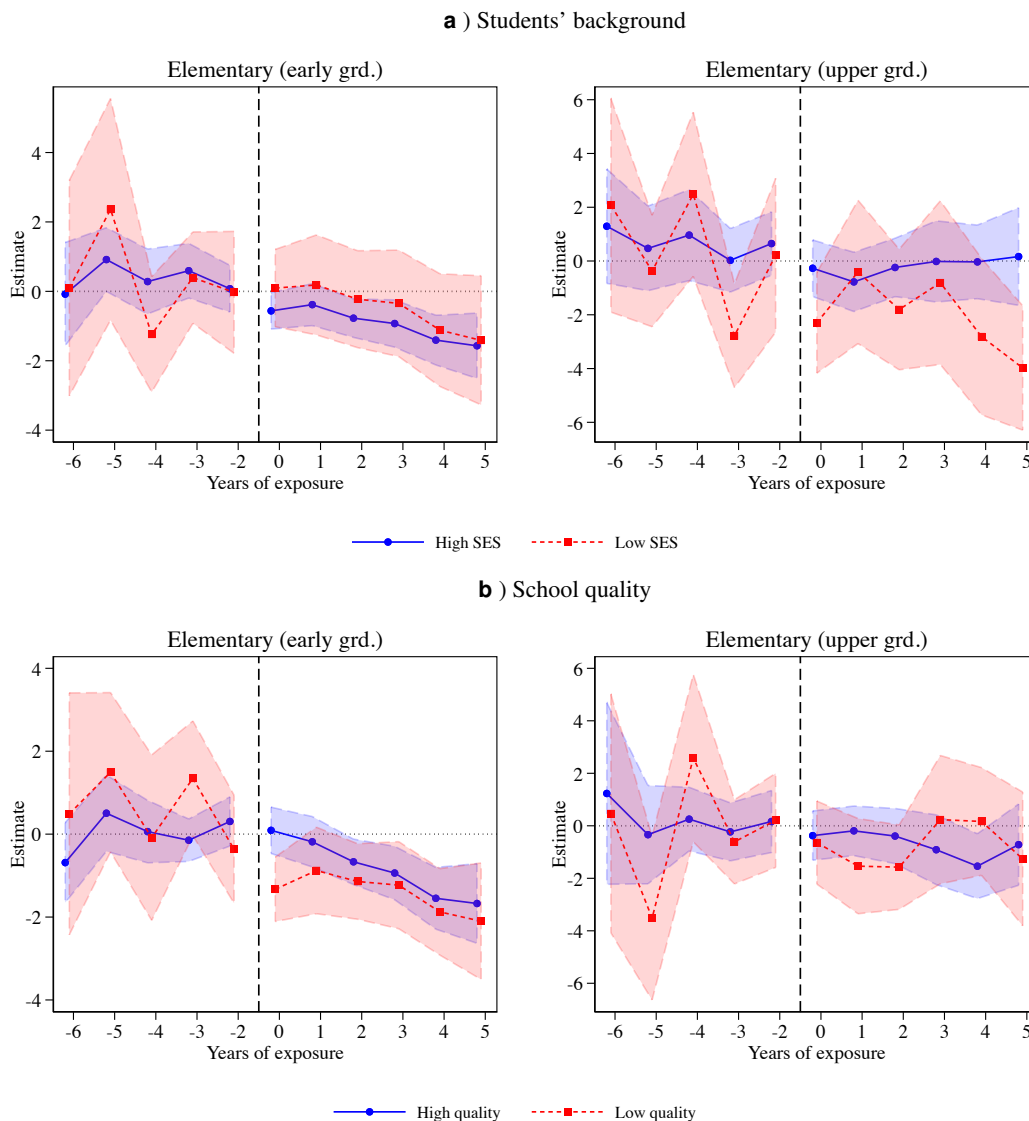 a ) Students’ background
Elementary (early grd.)
Elementary (upper grd.)
Estimate
4
2
0
-2
-4
-6 -5 -4 -3 -2 0 1 2 3 4 5
Years of exposure
Estimate
6
4
2
0
-2
-4
-6
-6 -5 -4 -3 -2 0 1 2 3 4 5
Years of exposure
High SES Low SES
b ) School quality
Elementary (early grd.)
Elementary (upper grd.)
Estimate
4
2
0
-2
-4
-6 -5 -4 -3 -2 0 1 2 3 4 5
Years of exposure
Estimate
6
4
2
0
-2
-4
-6
-6 -5 -4 -3 -2 0 1 2 3 4 5
Years of exposure
High quality Low quality